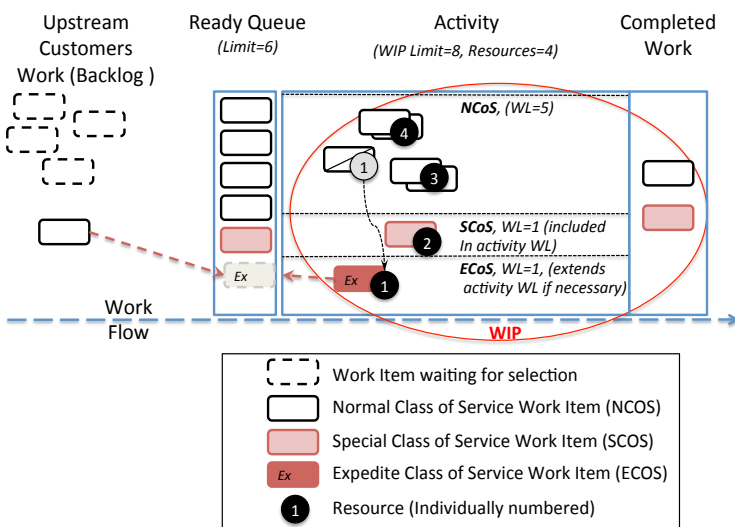 Upstream
Customers
Work (Backlog )
Ready Queue
(Limit=6)
Activity
(WIP Limit=8, Resources=4)
Completed
Work
NCoS, (WL=5)
4
1
3
SCoS, WL=1 (included
In activity WL)
2
ECoS, WL=1, (extends
activity WL if necessary)
Ex
Ex
1
Work
Flow
WIP
Work Item waiting for selection
Normal Class of Service Work Item (NCOS)
Special Class of Service Work Item (SCOS)
Ex
Expedite Class of Service Work Item (ECOS)
1
Resource (Individually numbered)